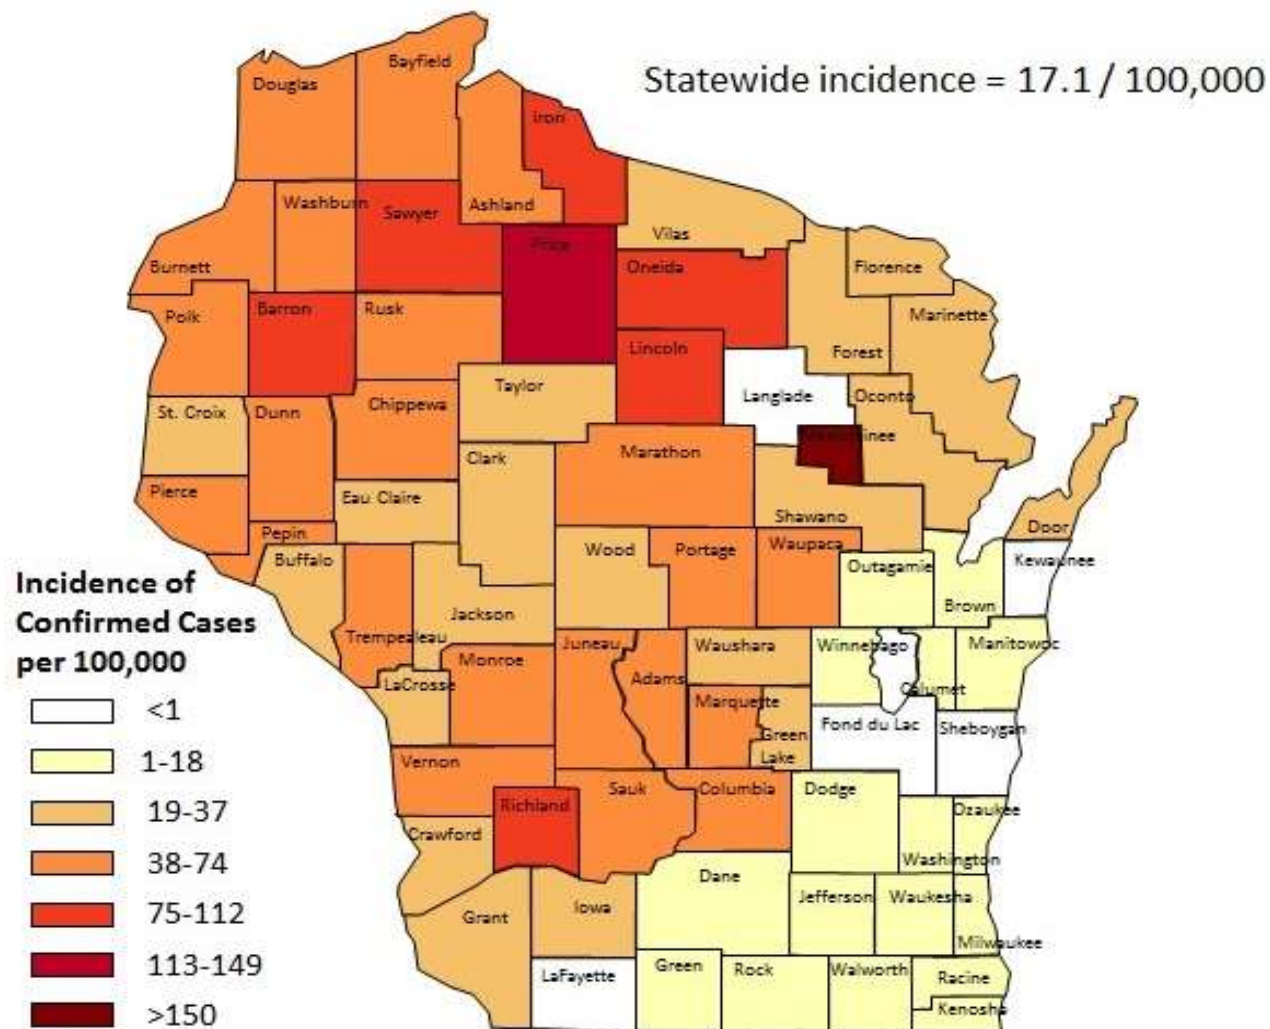 Statewide incidence = 17.1 / 100,000
Bayfield
Douglas
Iron
Washburn
Sawyer
Ashland
Price
Vilas
Burnett
Oneida
Florence
Barron
Rusk
Polk
Marinette
Lincoln
Forest
Taylor
Langlade
Oconto
St. Croix
Dunn
Chippewa
Menominee
Clark
Marathon
Pierce
Eau Claire
Shawano
Door
Pepin
Wood
Portage
Waupaca
Buffalo
Outagamie
Kewaunee
Brown
Jackson
Trempealeau
Juneau
Waushara
Winnebago
Manitowoc
Monroe
Adams
LaCrosse
Calumet
Marquette
Green
Lake
Fond du Lac
Sheboygan
Vernon
Sauk
Columbia
Dodge
Richland
Ozaukee
Crawford
Washington
Dane
Jefferson
Waukesha
Iowa
Grant
Milwaukee
LaFayette
Green
Rock
Walworth
Racine
Kenosha
Incidence of
Confirmed Cases
per 100,000
<1
1-18
19-37
38-74
75-112
113-149
>150